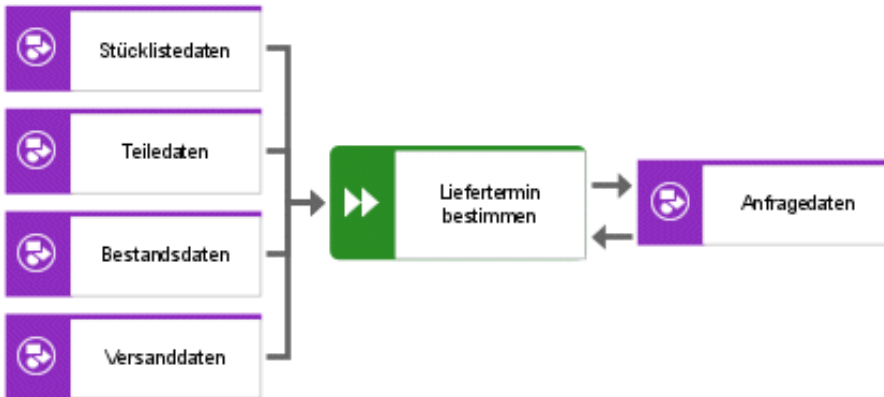 Stücklistedaten
Teiledaten
Bestandsdaten
Versanddaten
Liefertermin
bestimmen
Anfragedaten